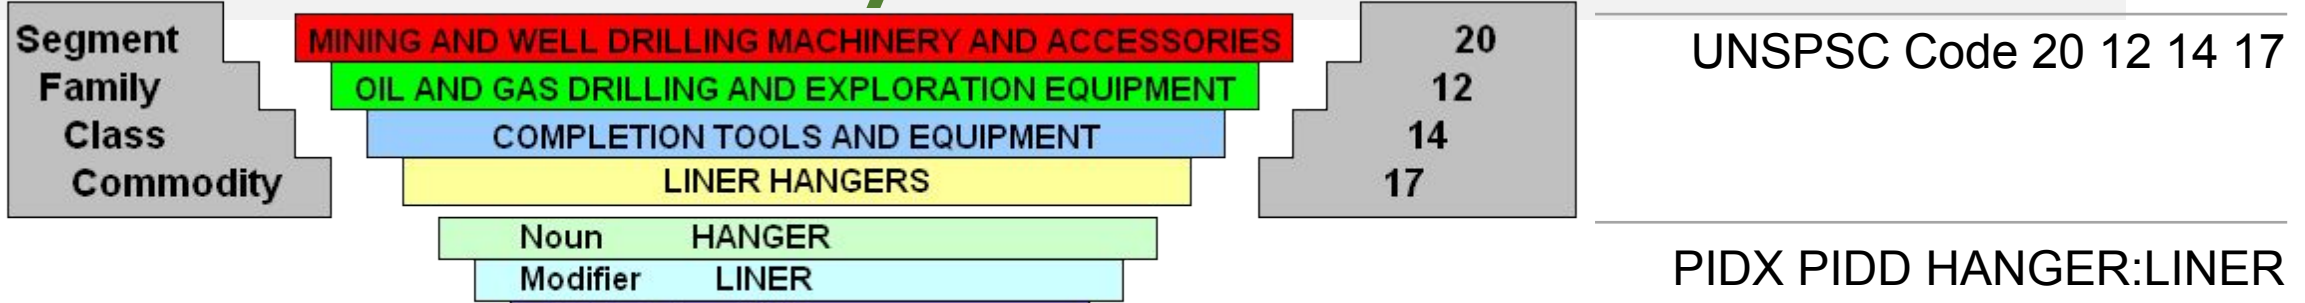 Segment MINING AND WELL DRILLING MACHINERY AND ACCESSORIES 20
Family OIL AND GAS DRILLING AND EXPLORATION EQUIPMENT 12
Class COMPLETION TOOLS AND EQUIPMENT 14
Commodity LINER HANGERS 17
UNSPSC Code 20 12 14 17
Noun HANGER
Modifier LINER
PIDX PIDD HANGER:LINER